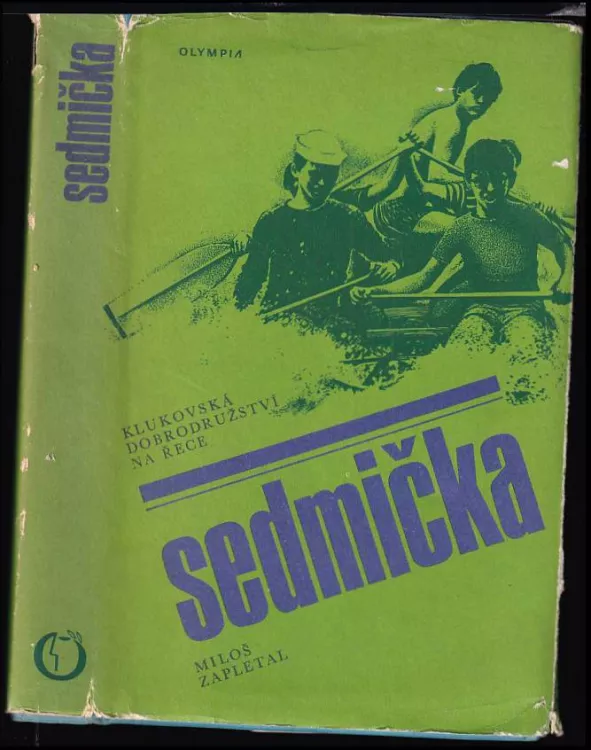 sedmička
OLYMPIA
KLUKOVSKÁ
DOBRODRUŽSTVÍ
NA ŘECE
sedmička
MILOŠ
ZAPLETAL